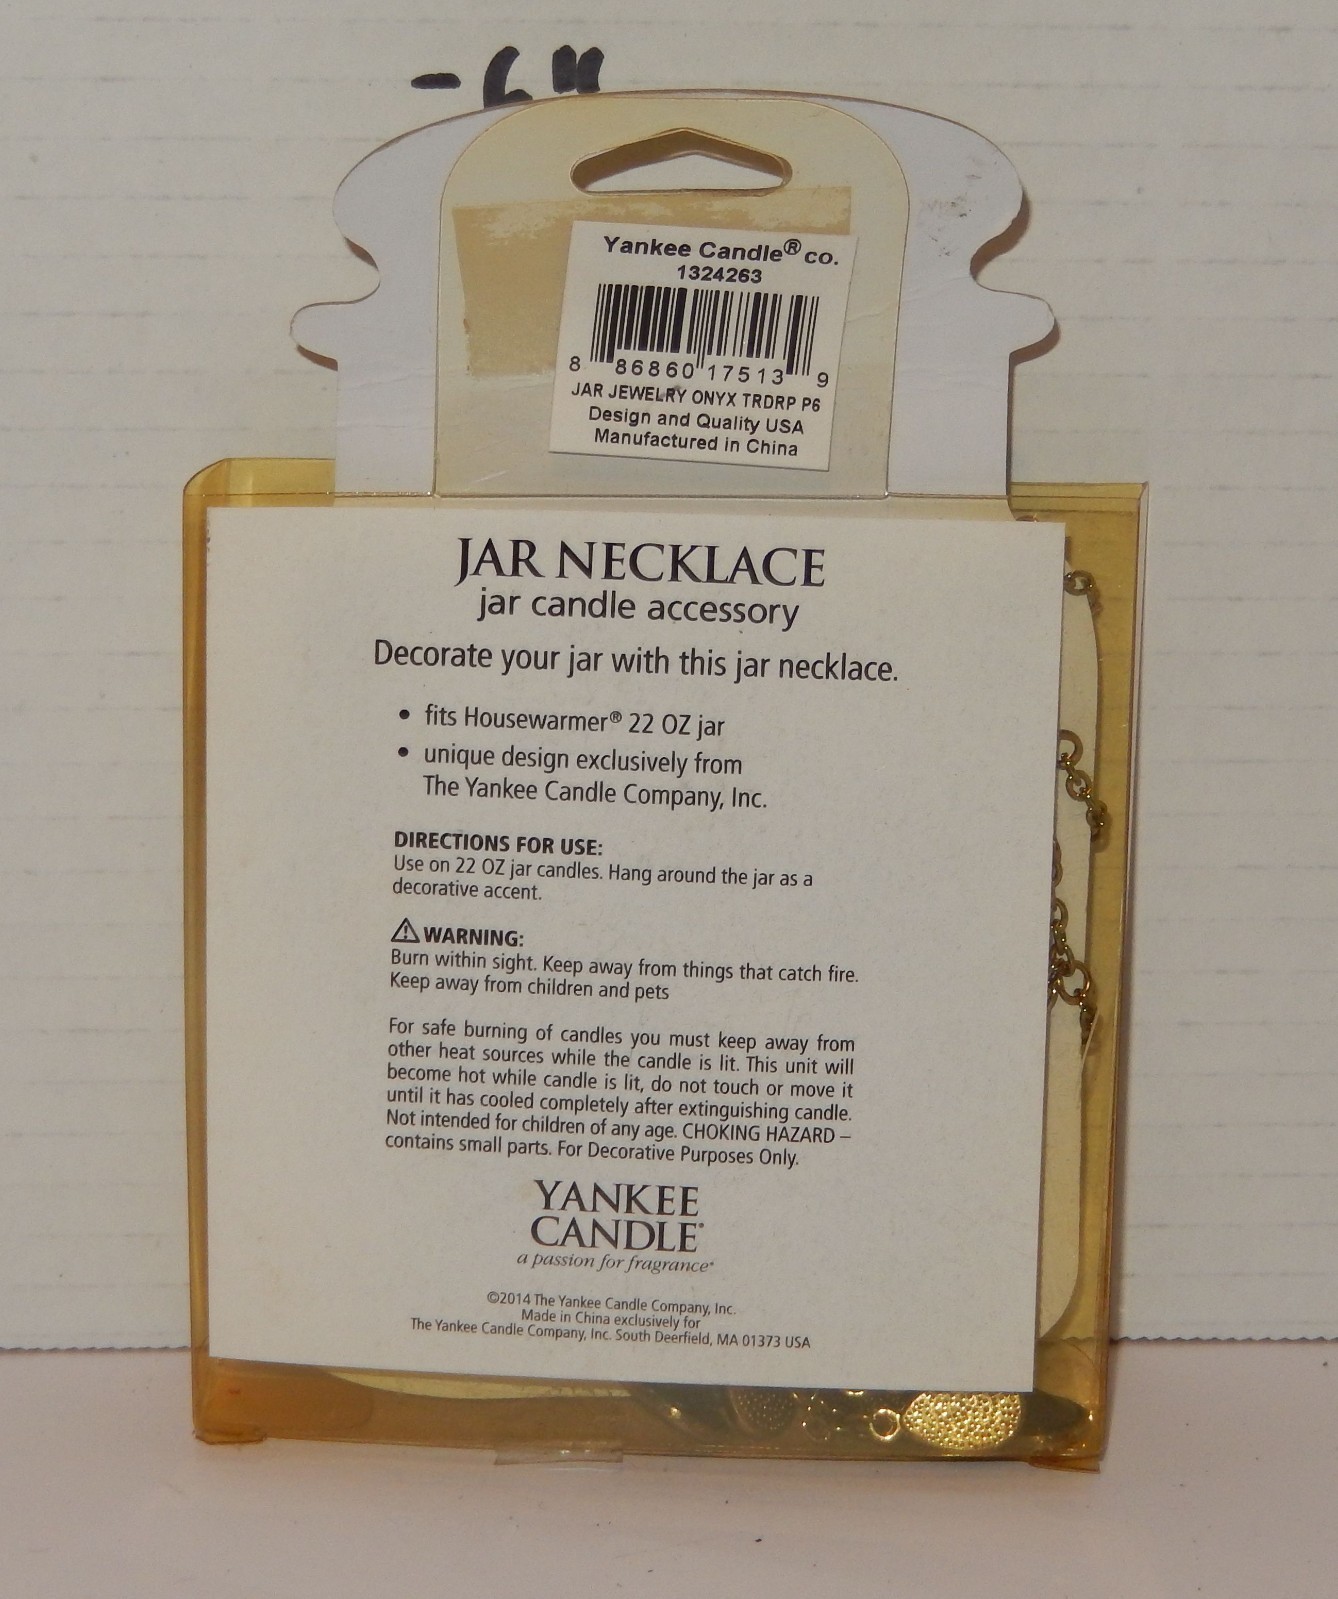 -6"
Yankee Candle® co.
1324263
8 86860 17513 9
JAR JEWELRY ONYX TRDRP P6
Design and Quality USA
Manufactured in China
JAR NECKLACE
jar candle accessory
Decorate your jar with this jar necklace.
• fits Housewarmer® 22 OZ jar
• unique design exclusively from
The Yankee Candle Company, Inc.
DIRECTIONS FOR USE:
Use on 22 OZ jar candles. Hang around the jar as a
decorative accent.
⚠ WARNING:
Burn within sight. Keep away from things that catch fire.
Keep away from children and pets
For safe burning of candles you must keep away from
other heat sources while the candle is lit. This unit will
become hot while candle is lit, do not touch or move it
until it has cooled completely after extinguishing candle.
Not intended for children of any age. CHOKING HAZARD –
contains small parts. For Decorative Purposes Only.
YANKEE
CANDLE®
a passion for fragrance®
©2014 The Yankee Candle Company, Inc.
Made in China exclusively for
The Yankee Candle Company, Inc. South Deerfield, MA 01373 USA